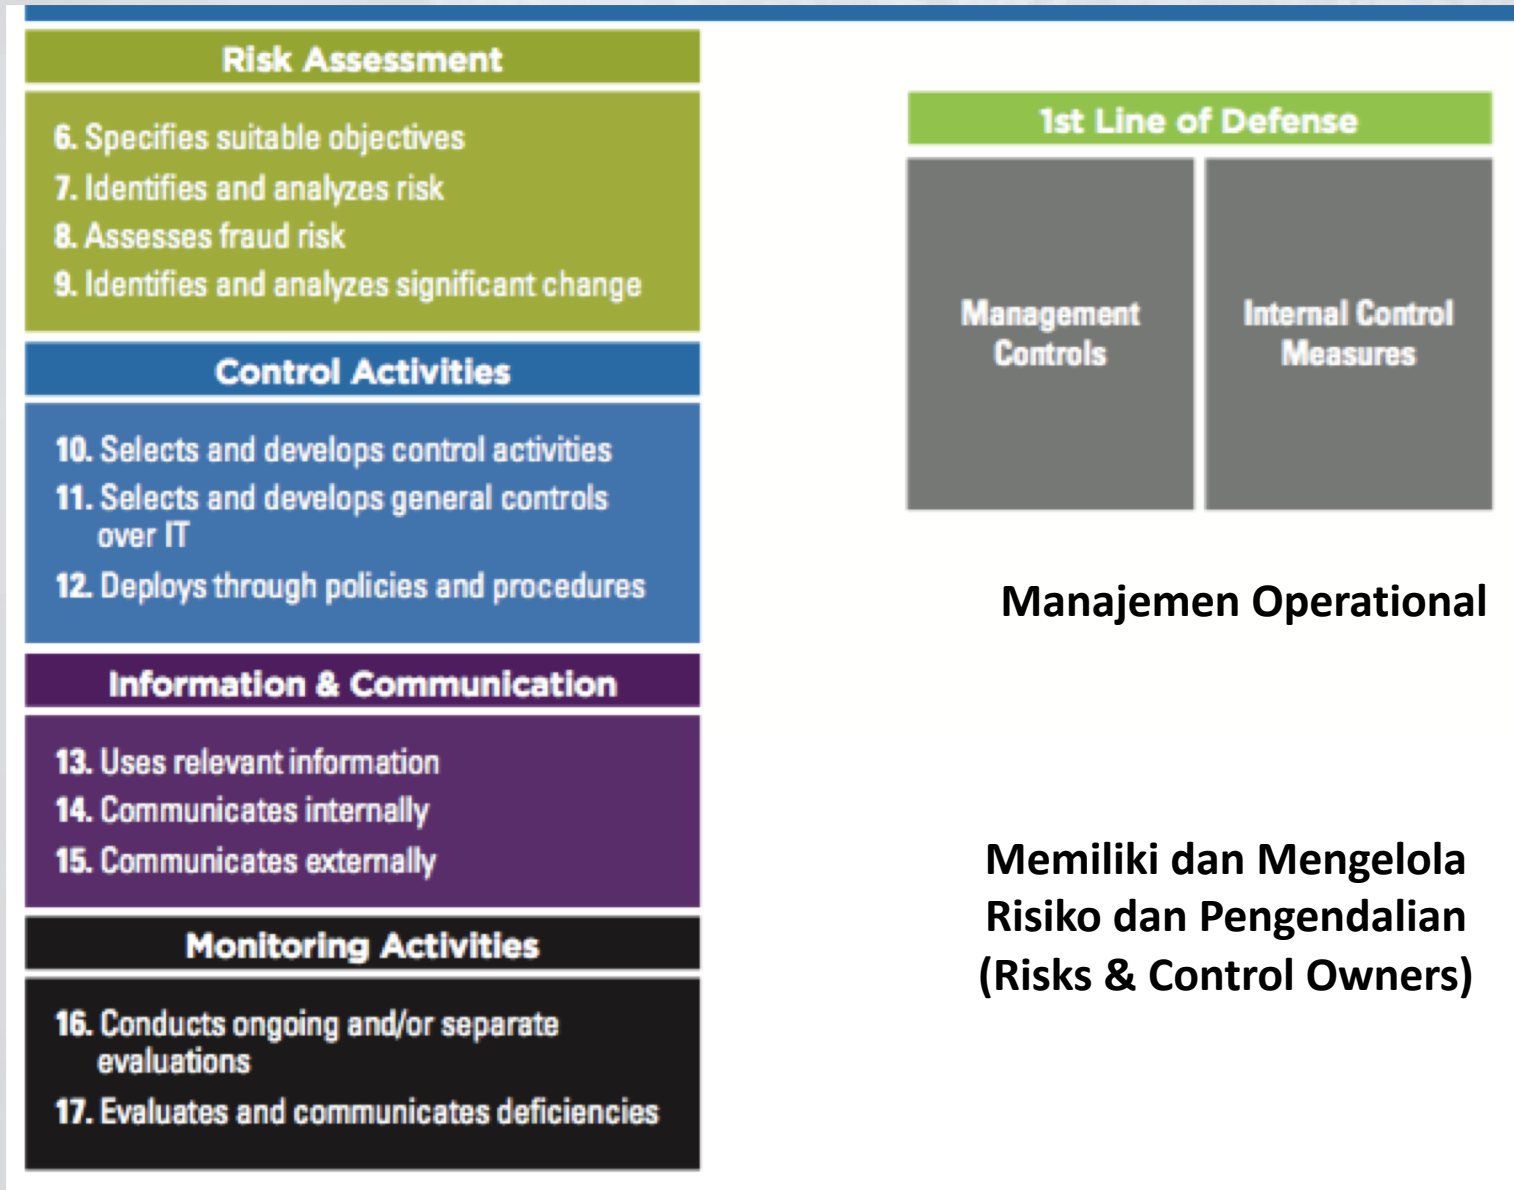 Risk Assessment
6. Specifies suitable objectives
7. Identifies and analyzes risk
8. Assesses fraud risk
9. Identifies and analyzes significant change
Control Activities
10. Selects and develops control activities
11. Selects and develops general controls
over IT
12. Deploys through policies and procedures
Information & Communication
13. Uses relevant information
14. Communicates internally
15. Communicates externally
Monitoring Activities
16. Conducts ongoing and/or separate
evaluations
17. Evaluates and communicates deficiencies
1st Line of Defense
Management
Controls
Internal Control
Measures
Manajemen Operational
Memiliki dan Mengelola
Risiko dan Pengendalian
(Risks & Control Owners)